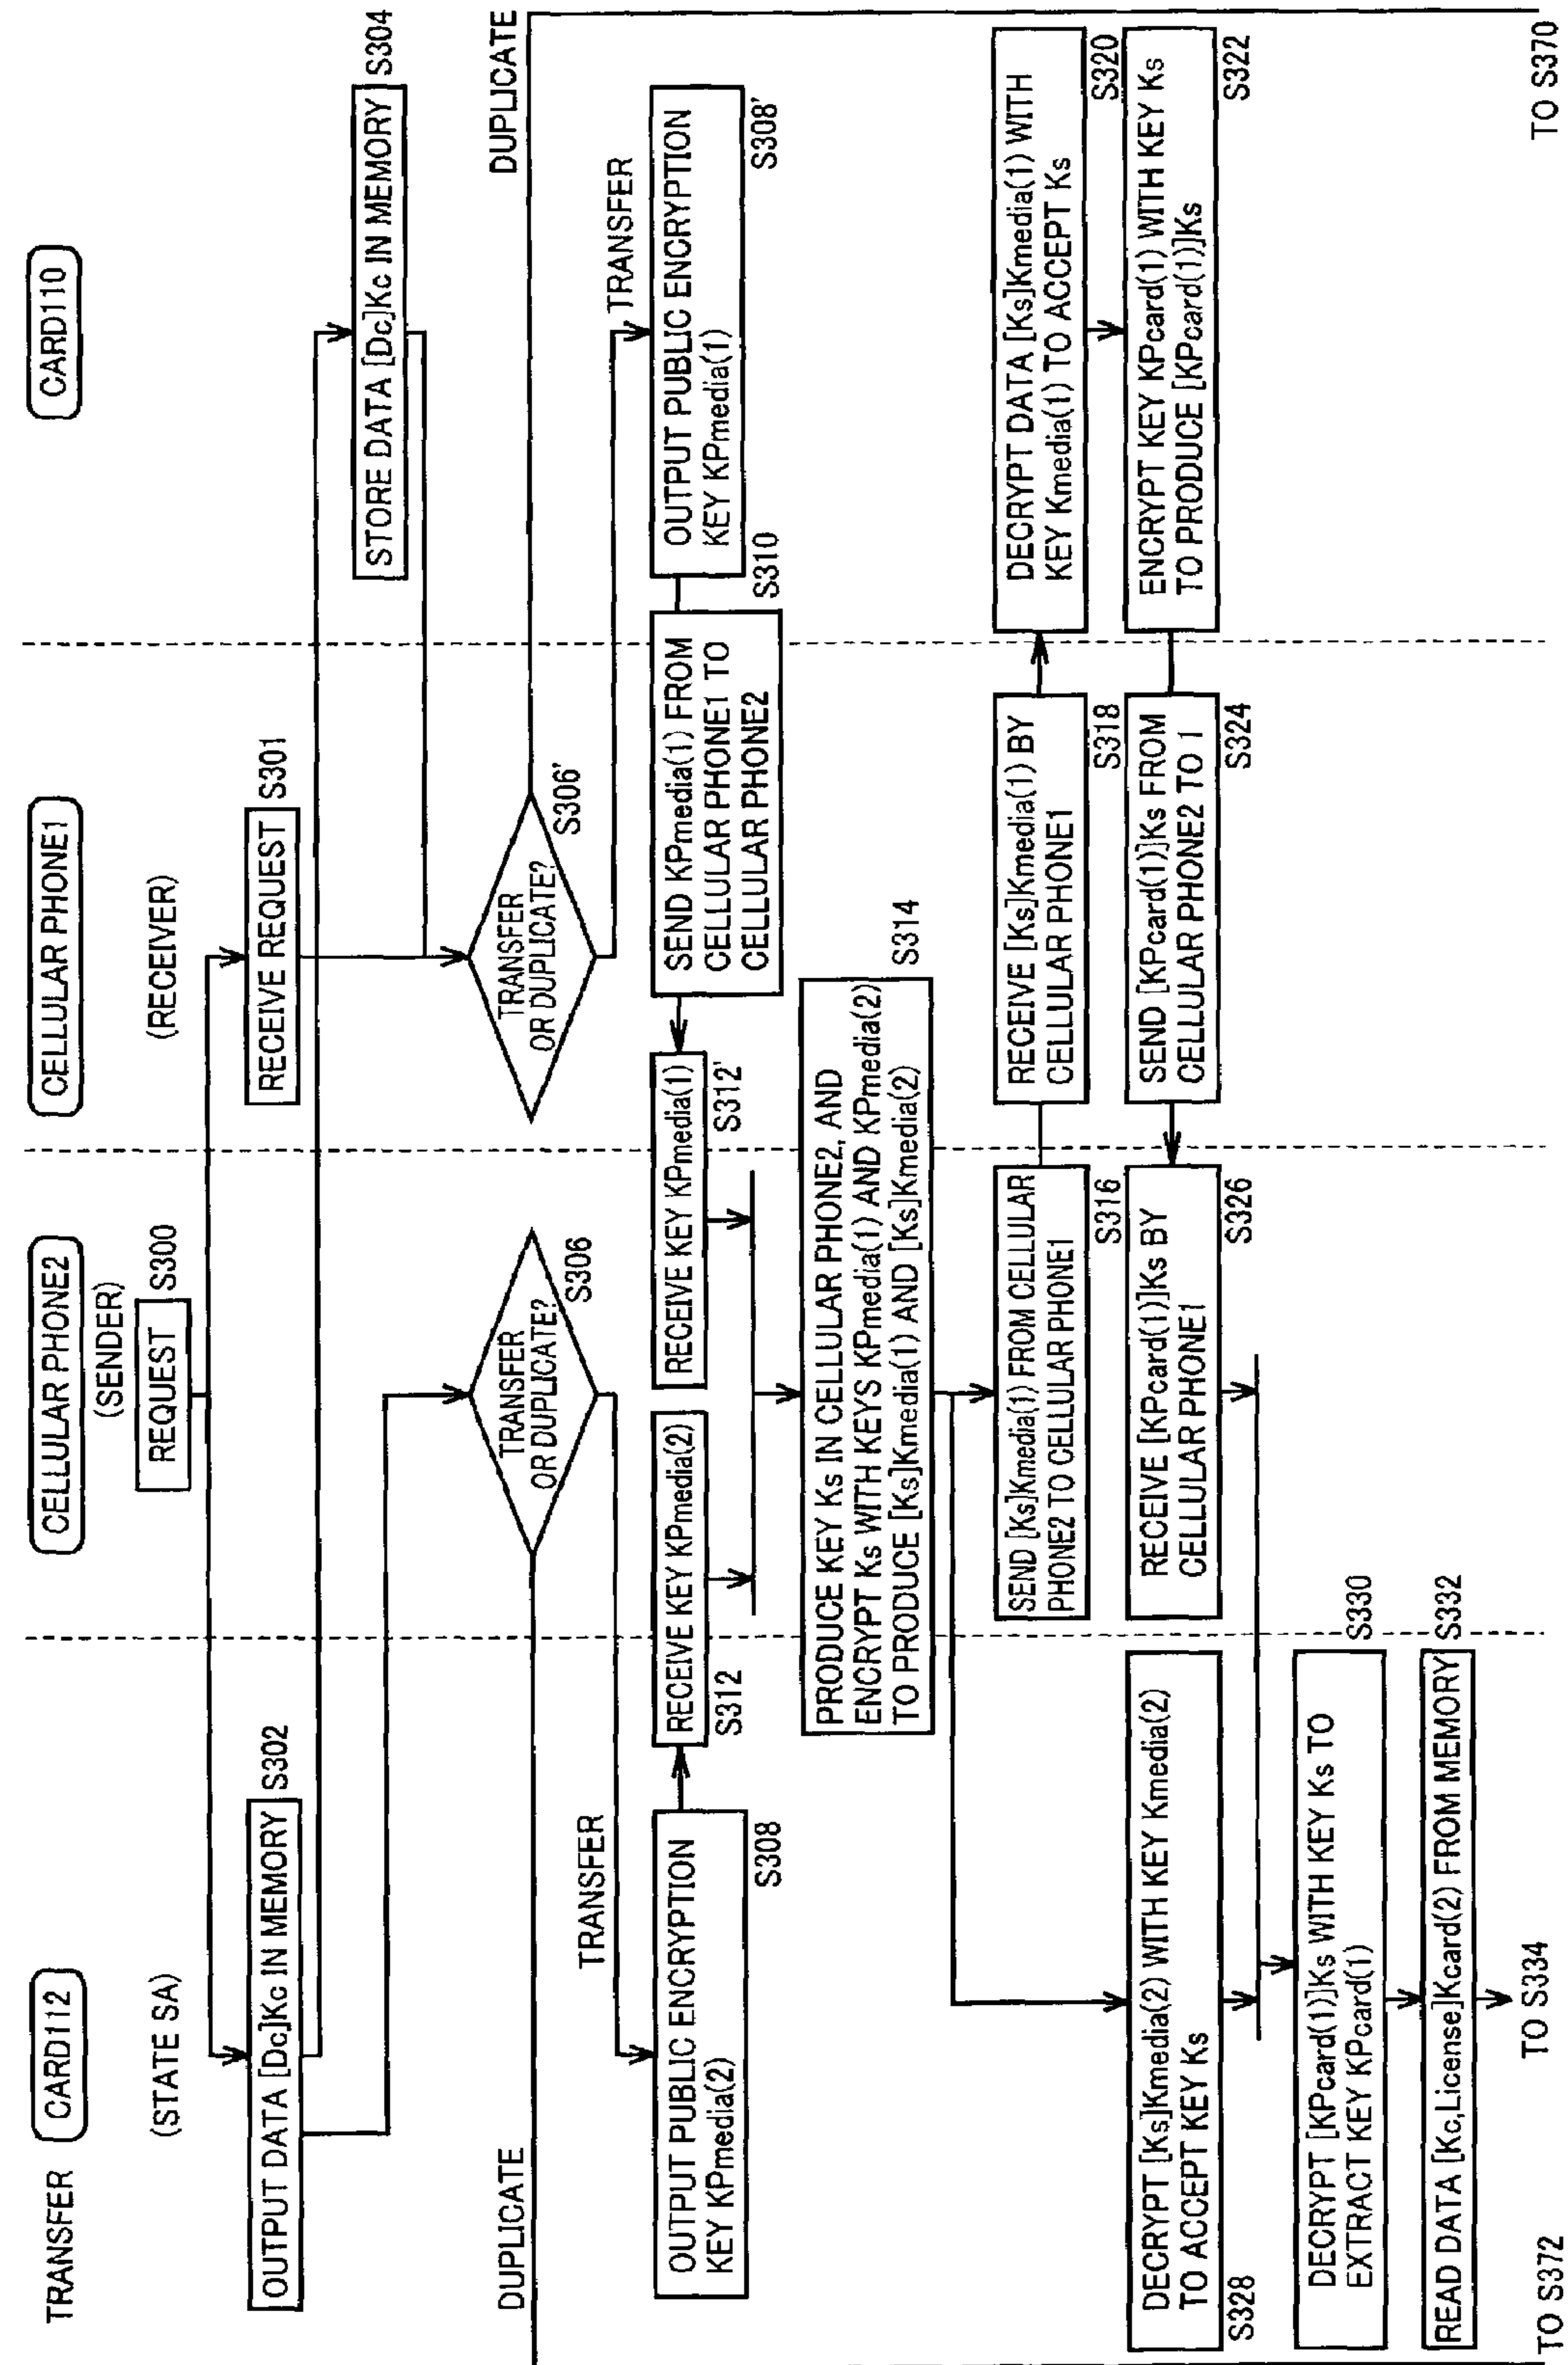 TRANSFER
CARD112
CELLULAR PHONE2
CELLULAR PHONE1
CARD110
(STATE SA)
(SENDER)
(RECEIVER)
REQUEST
S300
RECEIVE REQUEST
S301
OUTPUT DATA [Dc]Kc IN MEMORY
S302
STORE DATA [Dc]Kc IN MEMORY
S304
DUPLICATE
TRANSFER
OR DUPLICATE?
S306
TRANSFER
OR DUPLICATE?
S306'
DUPLICATE
TRANSFER
TRANSFER
OUTPUT PUBLIC ENCRYPTION
KEY KPmedia(2)
S308
RECEIVE KEY KPmedia(2)
S312
RECEIVE KEY KPmedia(1)
S312'
SEND KPmedia(1) FROM
CELLULAR PHONE1 TO
CELLULAR PHONE2
S310
OUTPUT PUBLIC ENCRYPTION
KEY KPmedia(1)
S308'
PRODUCE KEY Ks IN CELLULAR PHONE2, AND
ENCRYPT Ks WITH KEYS KPmedia(1) AND KPmedia(2)
TO PRODUCE [Ks]Kmedia(1) AND [Ks]Kmedia(2)
S314
SEND [Ks]Kmedia(1) FROM CELLULAR
PHONE2 TO CELLULAR PHONE1
S316
RECEIVE [Ks]Kmedia(1) BY
CELLULAR PHONE1
S318
DECRYPT DATA [Ks]Kmedia(1) WITH
KEY Kmedia(1) TO ACCEPT Ks
S320
DECRYPT [Ks]Kmedia(2) WITH KEY Kmedia(2)
TO ACCEPT KEY Ks
S328
RECEIVE [KPcard(1)]Ks BY
CELLULAR PHONE1
S326
SEND [KPcard(1)]Ks FROM
CELLULAR PHONE2 TO 1
S324
ENCRYPT KEY KPcard(1) WITH KEY Ks
TO PRODUCE [KPcard(1)]Ks
S322
DECRYPT [KPcard(1)]Ks WITH KEY Ks TO
EXTRACT KEY KPcard(1)
S330
READ DATA [Kc,License]Kcard(2) FROM MEMORY
S332
TO S372
TO S334
TO S370